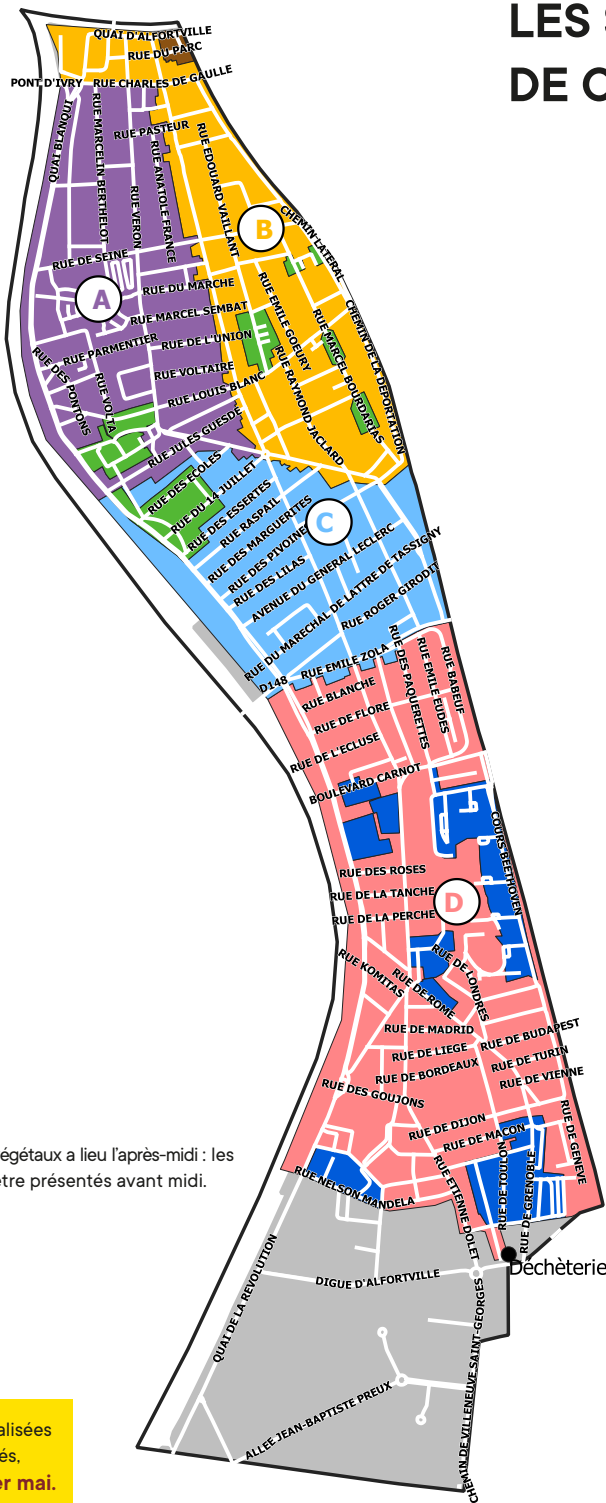 LES
DE
QUAI D'ALFORTVILLE
RUE DU PARC
PONT D'IVRY
RUE CHARLES DE GAULLE
QUAI BLANQUI
RUE MARCELIN BERTHELOT
RUE PASTEUR
RUE VERON
RUE ANATOLE FRANCE
RUE EDOUARD VAILLANT
B
CHEMIN LATERAL
RUE DE SEINE
A
RUE DU MARCHE
RUE MARCEL SEMBAT
RUE EMILE GOEURY
CHEMIN DE LA DEPORTATION
RUE PARMENTIER
RUE DE L'UNION
RUE MARCEL BOURDARIAS
RUE DES PONTONS
RUE VOLTA
RUE VOLTAIRE
RUE LOUIS BLANC
RUE RAYMOND JACLARD
RUE JULES GUESDE
RUE DES ECOLES
RUE DU 14 JUILLET
RUE DES ESSERTES
RUE RASPAIL
C
RUE DES MARGUERITES
RUE DES PIVOINE
RUE DES LILAS
AVENUE DU GENERAL LECLERC
RUE DU MARECHAL DE LATTRE DE TASSIGNY
RUE ROGER GIRODIT
D148
RUE EMILE ZOLA
RUE DES PAQUERETTES
RUE EMILE EUDES
RUE BABEUF
RUE BLANCHE
RUE DE FLORE
RUE DE L'ECLUSE
BOULEVARD CARNOT
COURS BEETHOVEN
RUE DES ROSES
RUE DE LA TANCHE
D
RUE DE LA PERCHE
RUE KOMITAS
RUE DE ROME
RUE DE LONDRES
RUE DE MADRID
RUE DE BUDAPEST
RUE DE LIEGE
RUE DE TURIN
RUE DE BORDEAUX
RUE DE VIENNE
RUE DES GOUJONS
RUE DE DIJON
RUE DE MACON
RUE DE GENEVE
égétaux a lieu l'après-midi : les
être présentés avant midi.
RUE NELSON MANDELA
RUE ETIENNE DOLET
RUE DE TOULON
RUE DE GRENOBLE
Déchèterie
QUAI DE LA REVOLUTION
DIGUE D'ALFORTVILLE
CHEMIN DE VILLENEUVE SAINT-GEORGES
ALLEE JEAN-BAPTISTE PREUX
alisées
és,
er mai.